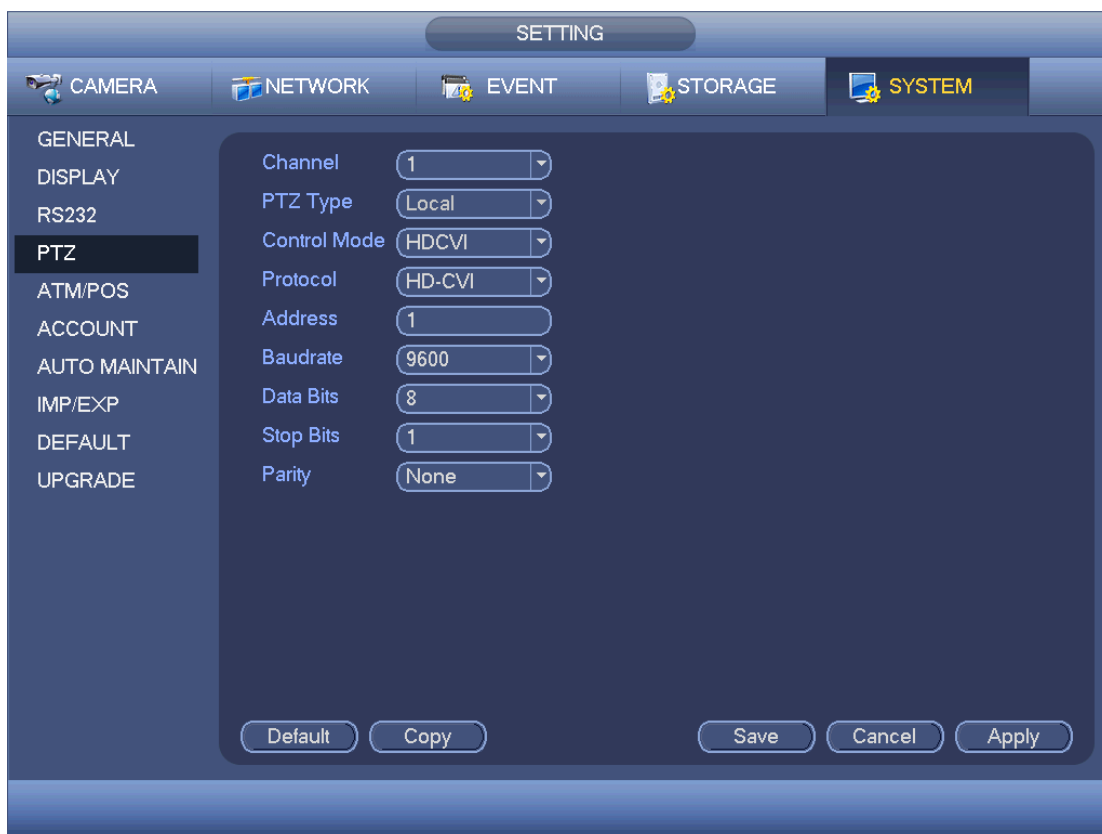 SETTING
CAMERA NETWORK EVENT STORAGE SYSTEM
GENERAL
DISPLAY
RS232
PTZ
ATM/POS
ACCOUNT
AUTO MAINTAIN
IMP/EXP
DEFAULT
UPGRADE
Channel 1
PTZ Type Local
Control Mode HDCVI
Protocol HD-CVI
Address 1
Baudrate 9600
Data Bits 8
Stop Bits 1
Parity None
Default Copy Save Cancel Apply